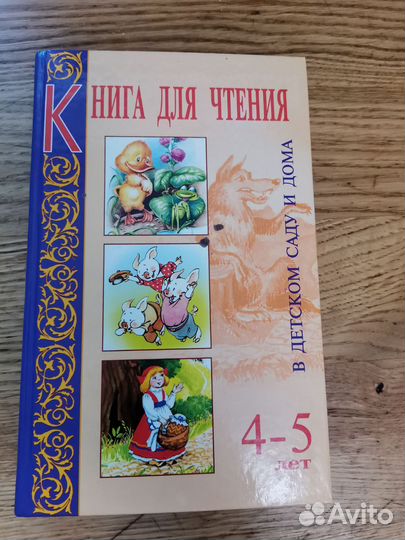 КНИГА ДЛЯ ЧТЕНИЯ
В ДЕТСКОМ САДУ И ДОМА
4-5
лет
Avito